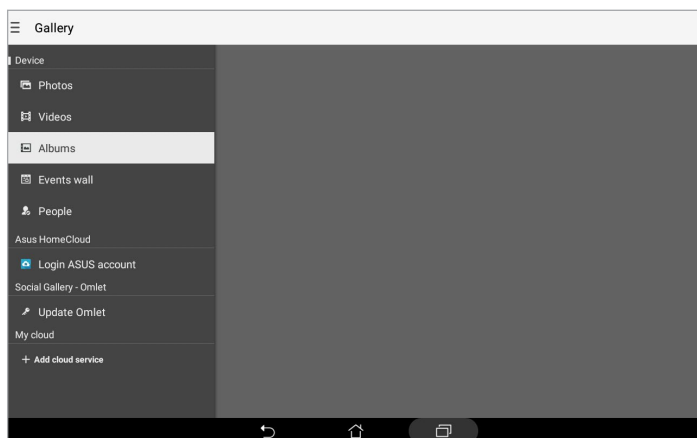 Gallery
Device
Photos
Videos
Albums
Events wall
People
Asus HomeCloud
Login ASUS account
Social Gallery - Omlet
Update Omlet
My cloud
+ Add cloud service